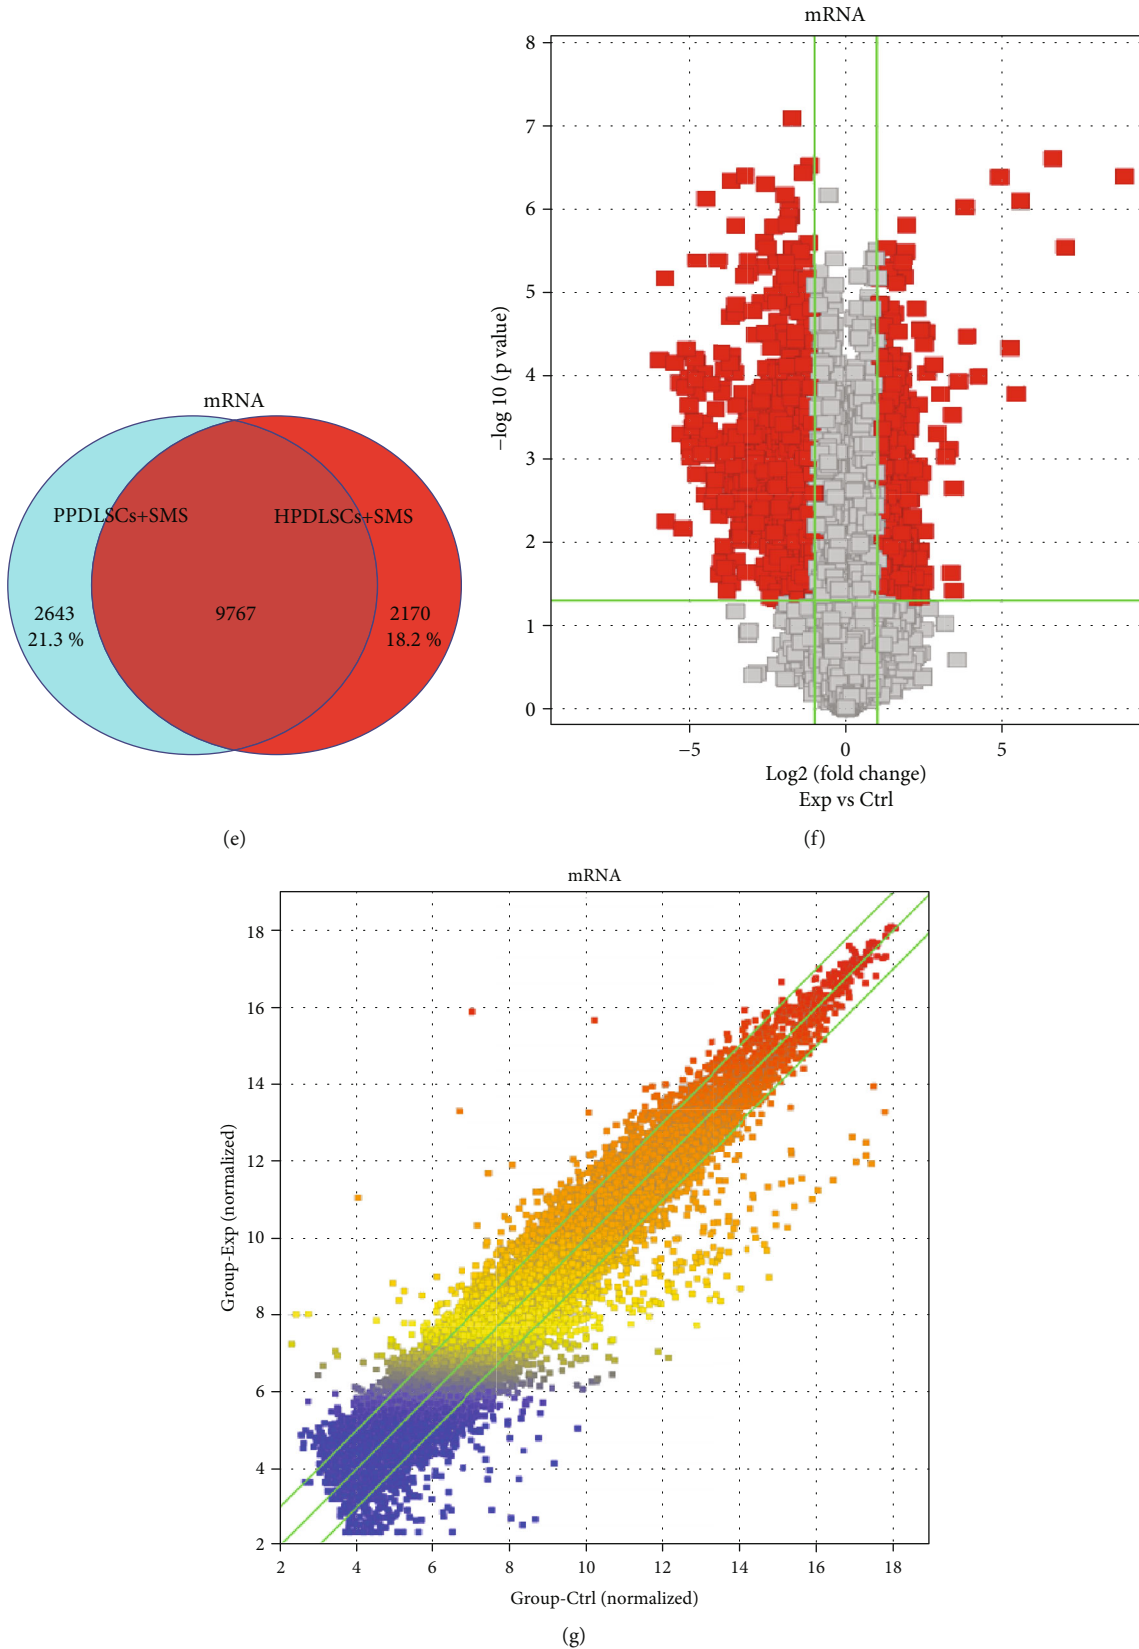 mRNA
PPDLSCs+SMS
HPDLSCs+SMS
2643
21.3 %
9767
2170
18.2 %
(e)
mRNA
8
7
6
5
4
3
2
1
0
−log 10 (p value)
−5
0
5
Log2 (fold change)
Exp vs Ctrl
(f)
mRNA
18
16
14
12
10
8
6
4
2
Group-Exp (normalized)
2
4
6
8
10
12
14
16
18
Group-Ctrl (normalized)
(g)